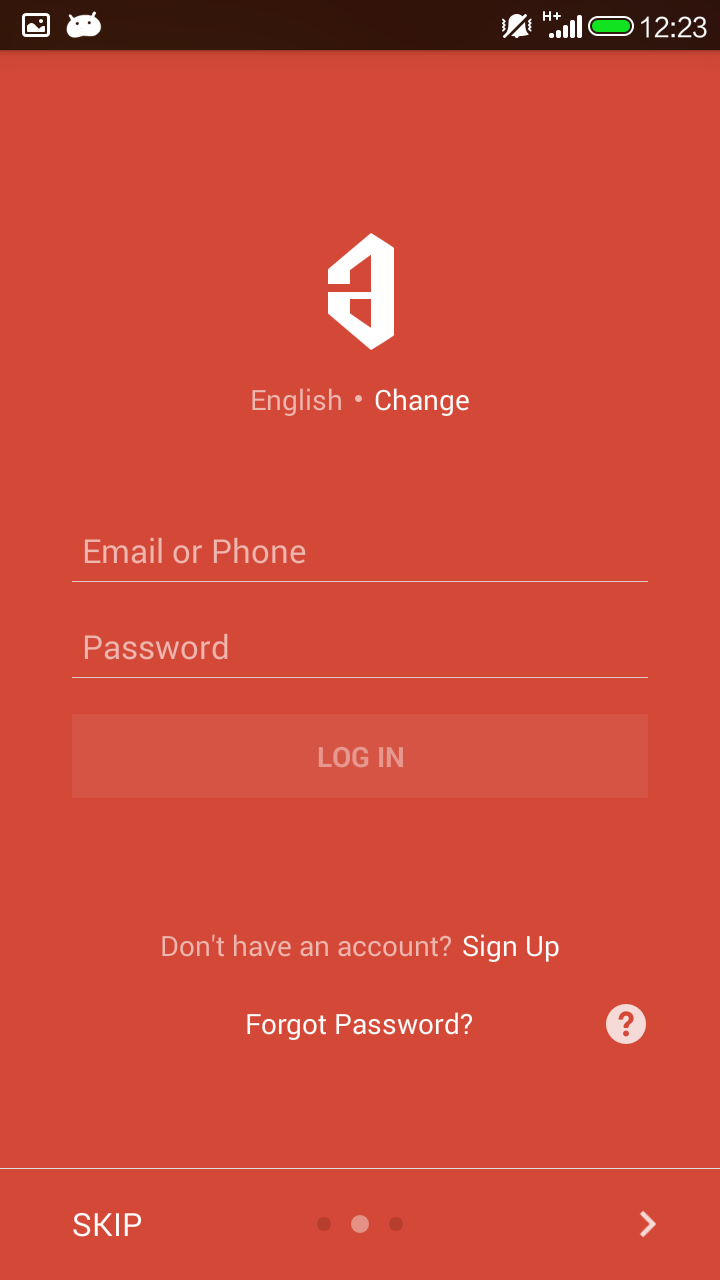 H+ 12:23
English • Change
Email or Phone
Password
LOG IN
Don't have an account? Sign Up
Forgot Password?
?
SKIP